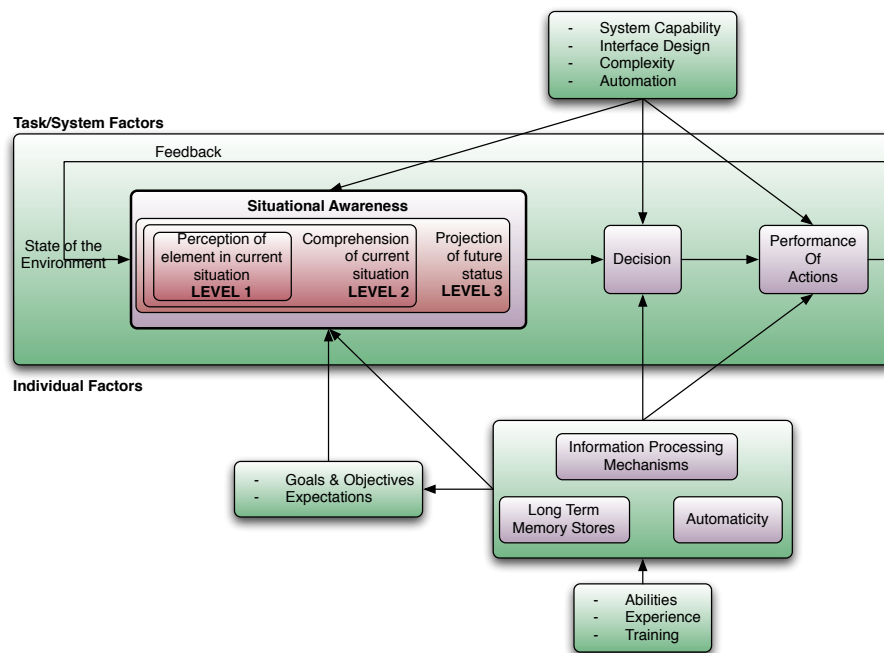 - System Capability
- Interface Design
- Complexity
- Automation
Task/System Factors
Feedback
Situational Awareness
State of the
Environment
Perception of
element in current
situation
LEVEL 1
Comprehension
of current
situation
LEVEL 2
Projection
of future
status
LEVEL 3
Decision
Performance
Of
Actions
Individual Factors
Information Processing
Mechanisms
- Goals & Objectives
- Expectations
Long Term
Memory Stores
Automaticity
- Abilities
- Experience
- Training